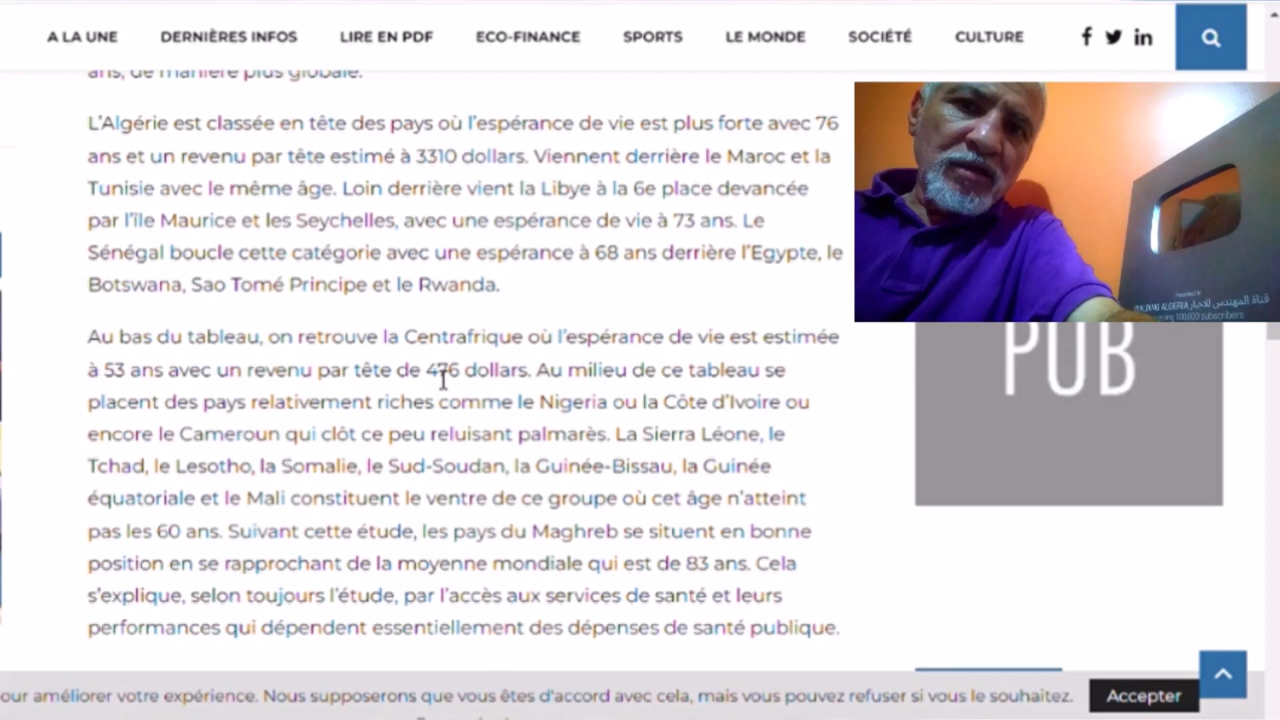 A LA UNE DERNIÈRES INFOS LIRE EN PDF ECO-FINANCE SPORTS LE MONDE SOCIÉTÉ CULTURE
ans, de manière plus globale.
L'Algérie est classée en tête des pays où l'espérance de vie est plus forte avec 76
ans et un revenu par tête estimé à 3310 dollars. Viennent derrière le Maroc et la
Tunisie avec le même âge. Loin derrière vient la Libye à la 6e place devancée
par l'île Maurice et les Seychelles, avec une espérance de vie à 73 ans. Le
Sénégal boucle cette catégorie avec une espérance à 68 ans derrière l'Egypte, le
Botswana, Sao Tomé Principe et le Rwanda.
Au bas du tableau, on retrouve la Centrafrique où l'espérance de vie est estimée
à 53 ans avec un revenu par tête de 476 dollars. Au milieu de ce tableau se
placent des pays relativement riches comme le Nigeria ou la Côte d'Ivoire ou
encore le Cameroun qui clôt ce peu reluisant palmarès. La Sierra Léone, le
Tchad, le Lesotho, la Somalie, le Sud-Soudan, la Guinée-Bissau, la Guinée
équatoriale et le Mali constituent le ventre de ce groupe où cet âge n'atteint
pas les 60 ans. Suivant cette étude, les pays du Maghreb se situent en bonne
position en se rapprochant de la moyenne mondiale qui est de 83 ans. Cela
s'explique, selon toujours l'étude, par l'accès aux services de santé et leurs
performances qui dépendent essentiellement des dépenses de santé publique.
ALGERIA قناة المهندس للاخبار
100,000 subscribers
PUB
our améliorer votre expérience. Nous supposerons que vous êtes d'accord avec cela, mais vous pouvez refuser si vous le souhaitez. Accepter